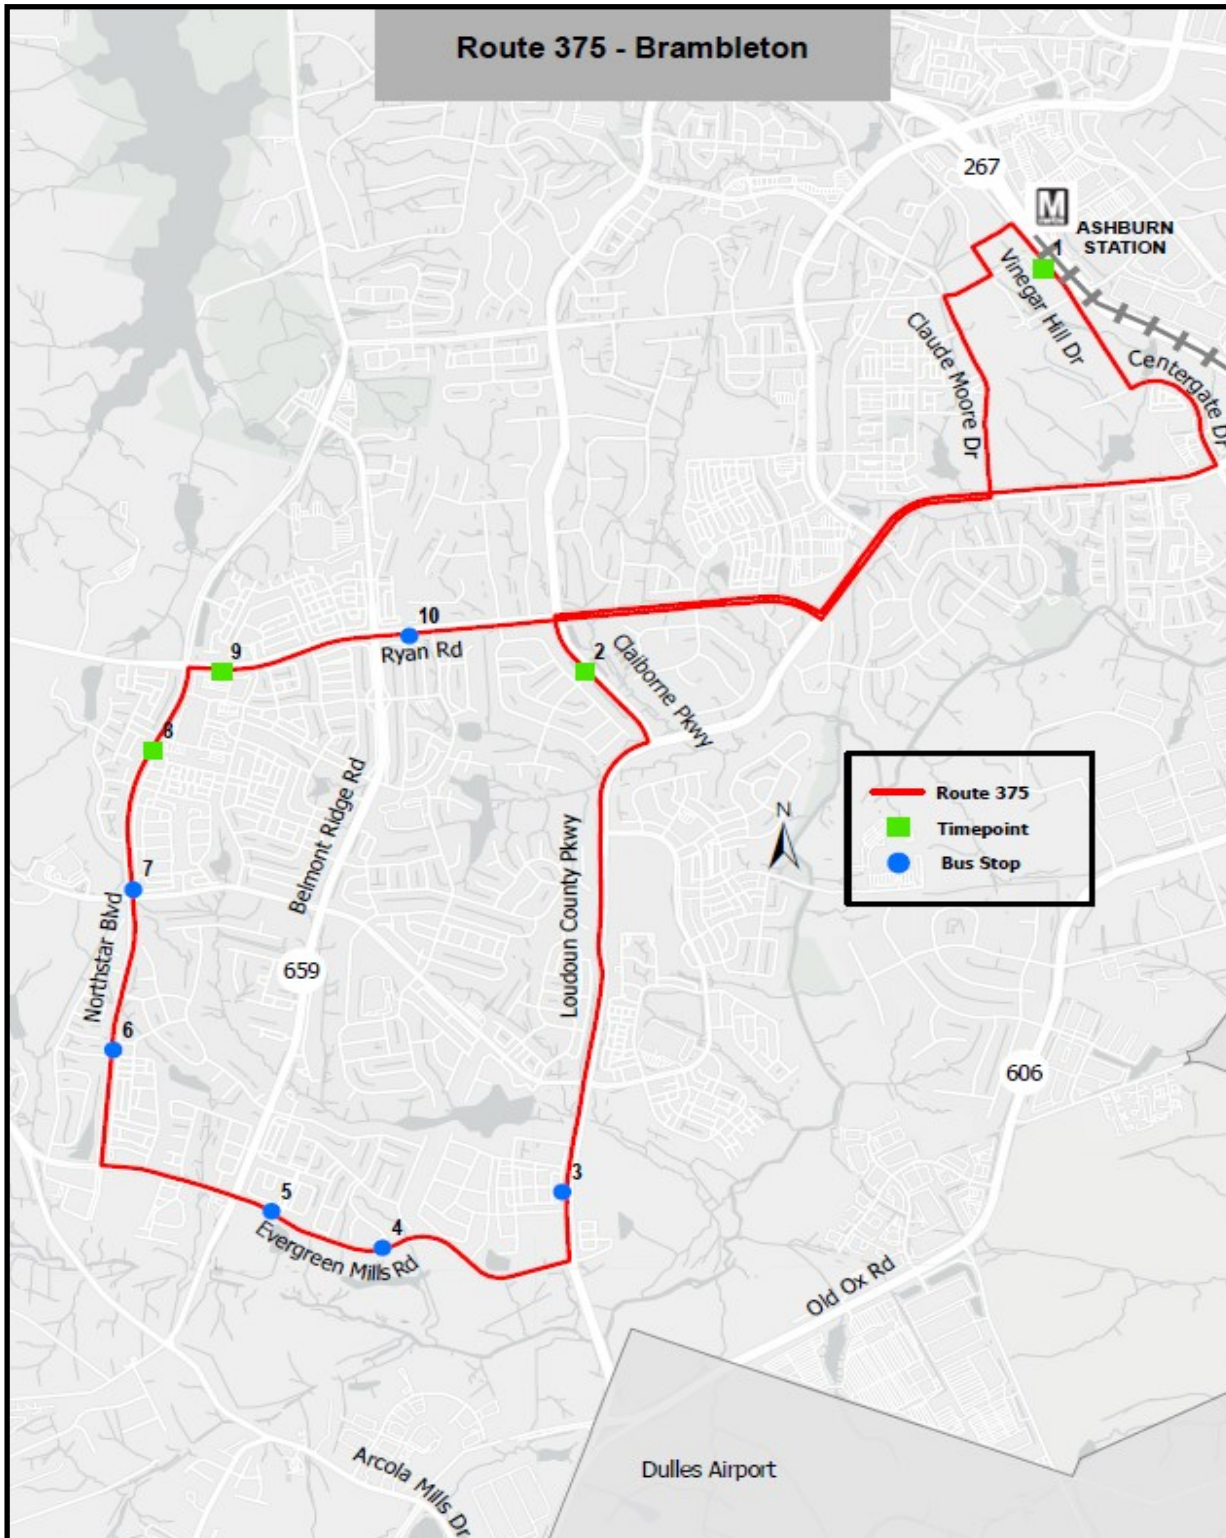 Route 375 - Brambleton
267
M
ASHBURN
STATION
1
Vinegar Hill Dr
Claude Moore Dr
Centergate Dr
10
Ryan Rd
9
2
Claiborne Pkwy
8
Belmont Ridge Rd
N
Route 375
Timepoint
Bus Stop
7
Northstar Blvd
Loudoun County Pkwy
659
6
606
3
5
4
Evergreen Mills Rd
Old Ox Rd
Arcola Mills Dr
Dulles Airport